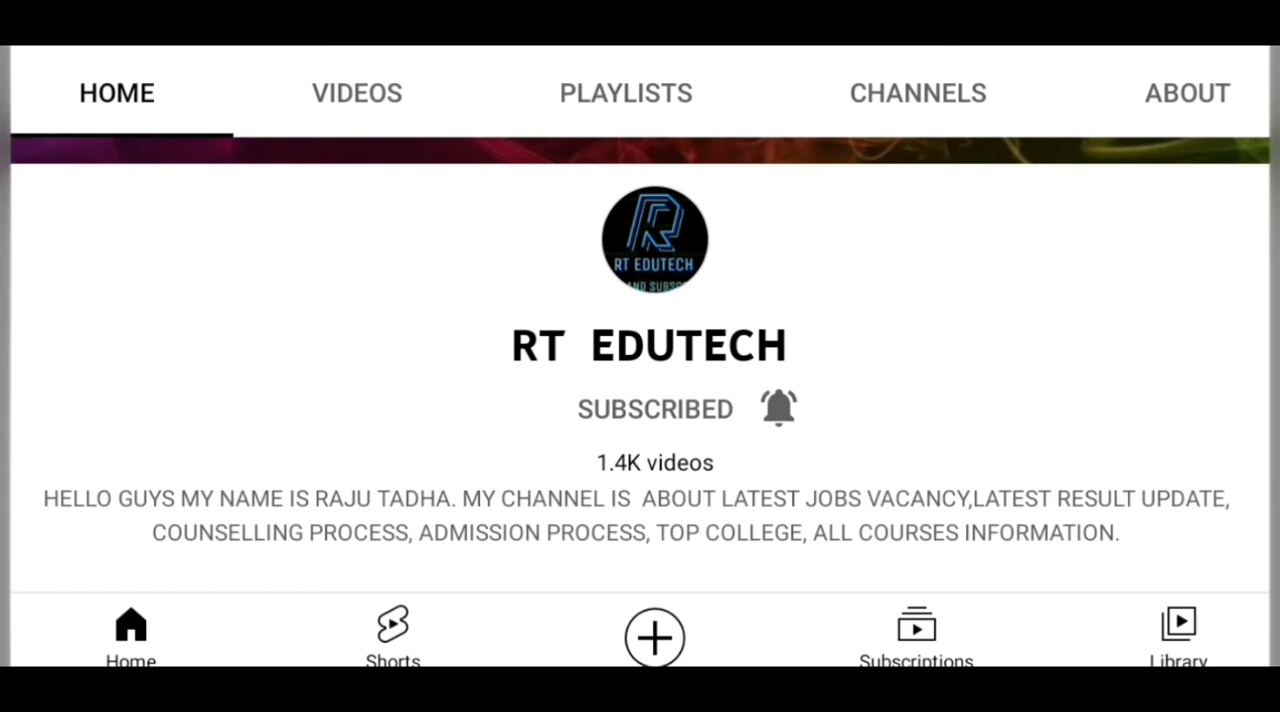 HOME VIDEOS PLAYLISTS CHANNELS ABOUT
RT EDUTECH
AND SUBSC
RT EDUTECH
SUBSCRIBED
1.4K videos
HELLO GUYS MY NAME IS RAJU TADHA. MY CHANNEL IS ABOUT LATEST JOBS VACANCY,LATEST RESULT UPDATE,
COUNSELLING PROCESS, ADMISSION PROCESS, TOP COLLEGE, ALL COURSES INFORMATION.
Home Shorts Subscriptions Library